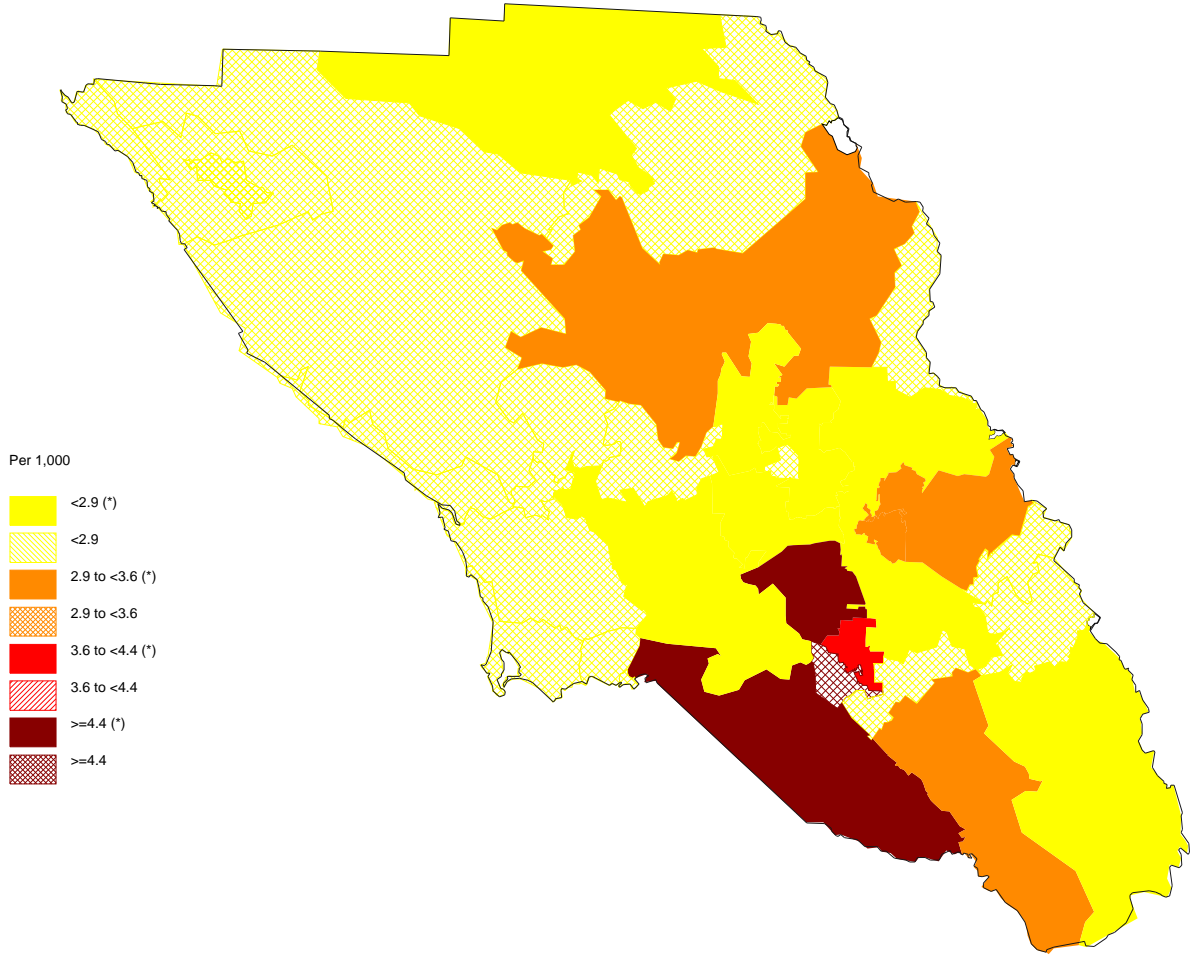 Per 1,000
<2.9 (*)
<2.9
2.9 to <3.6 (*)
2.9 to <3.6
3.6 to <4.4 (*)
3.6 to <4.4
>=4.4 (*)
>=4.4